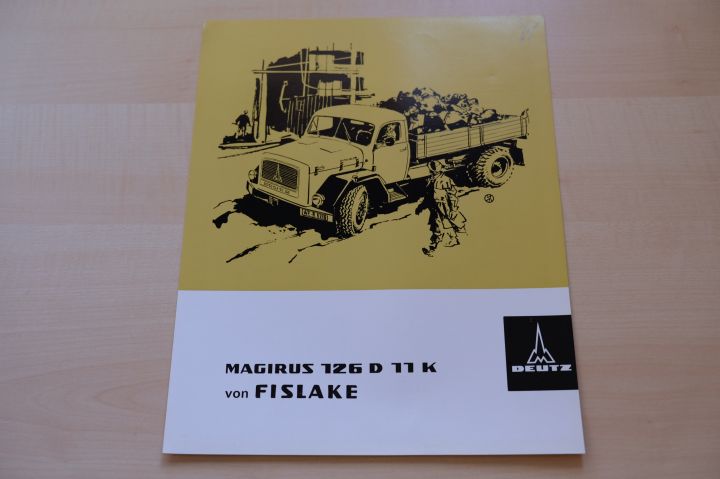 MAGIRUS 126 D 11 K
von FISLAKE
DEUTZ